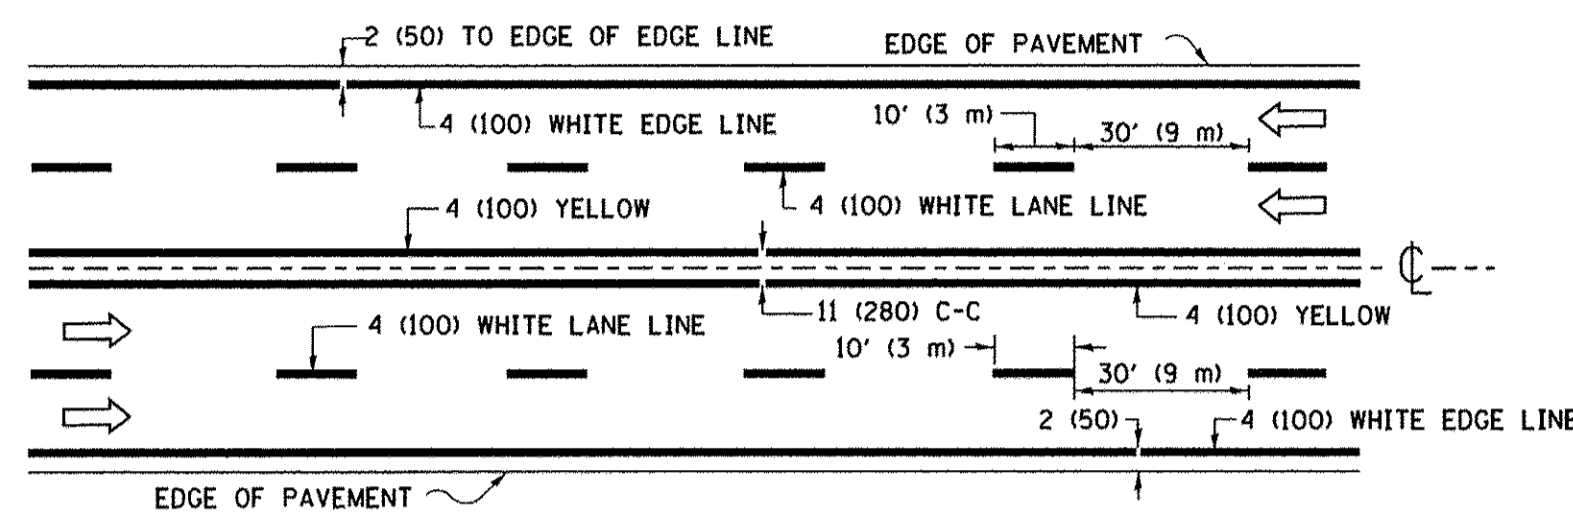 2 (50) TO EDGE OF EDGE LINE
EDGE OF PAVEMENT
4 (100) WHITE EDGE LINE
10' (3 m)
30' (9 m)
4 (100) YELLOW
4 (100) WHITE LANE LINE
℄
4 (100) WHITE LANE LINE
11 (280) C-C
4 (100) YELLOW
10' (3 m)
30' (9 m)
2 (50)
4 (100) WHITE EDGE LINE
EDGE OF PAVEMENT